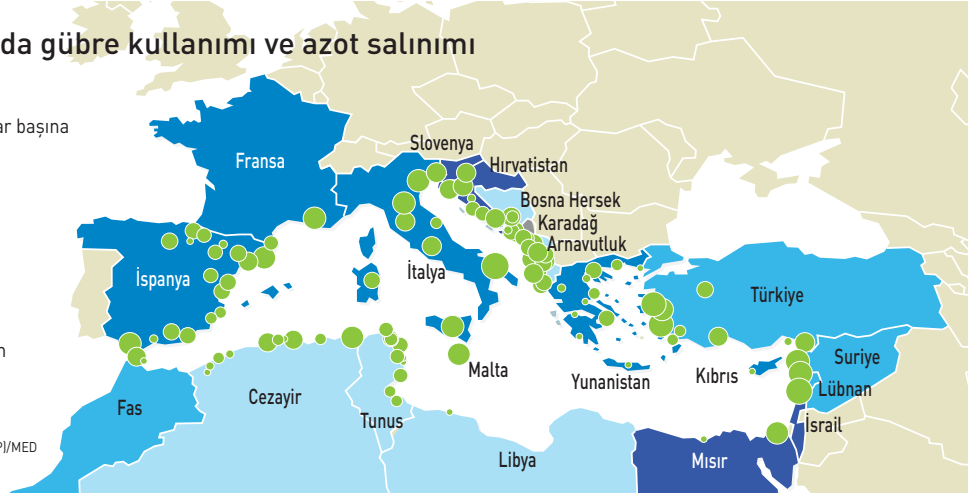 da gübre kullanımı ve azot salınımı
ar başına
Slovenya
Fransa
Hırvatistan
Bosna Hersek
Karadağ
Arnavutluk
İtalya
İspanya
Türkiye
Suriye
Malta
Yunanistan
Kıbrıs
Lübnan
n
Fas
Cezayir
Tunus
İsrail
P)/MED
Libya
Mısır